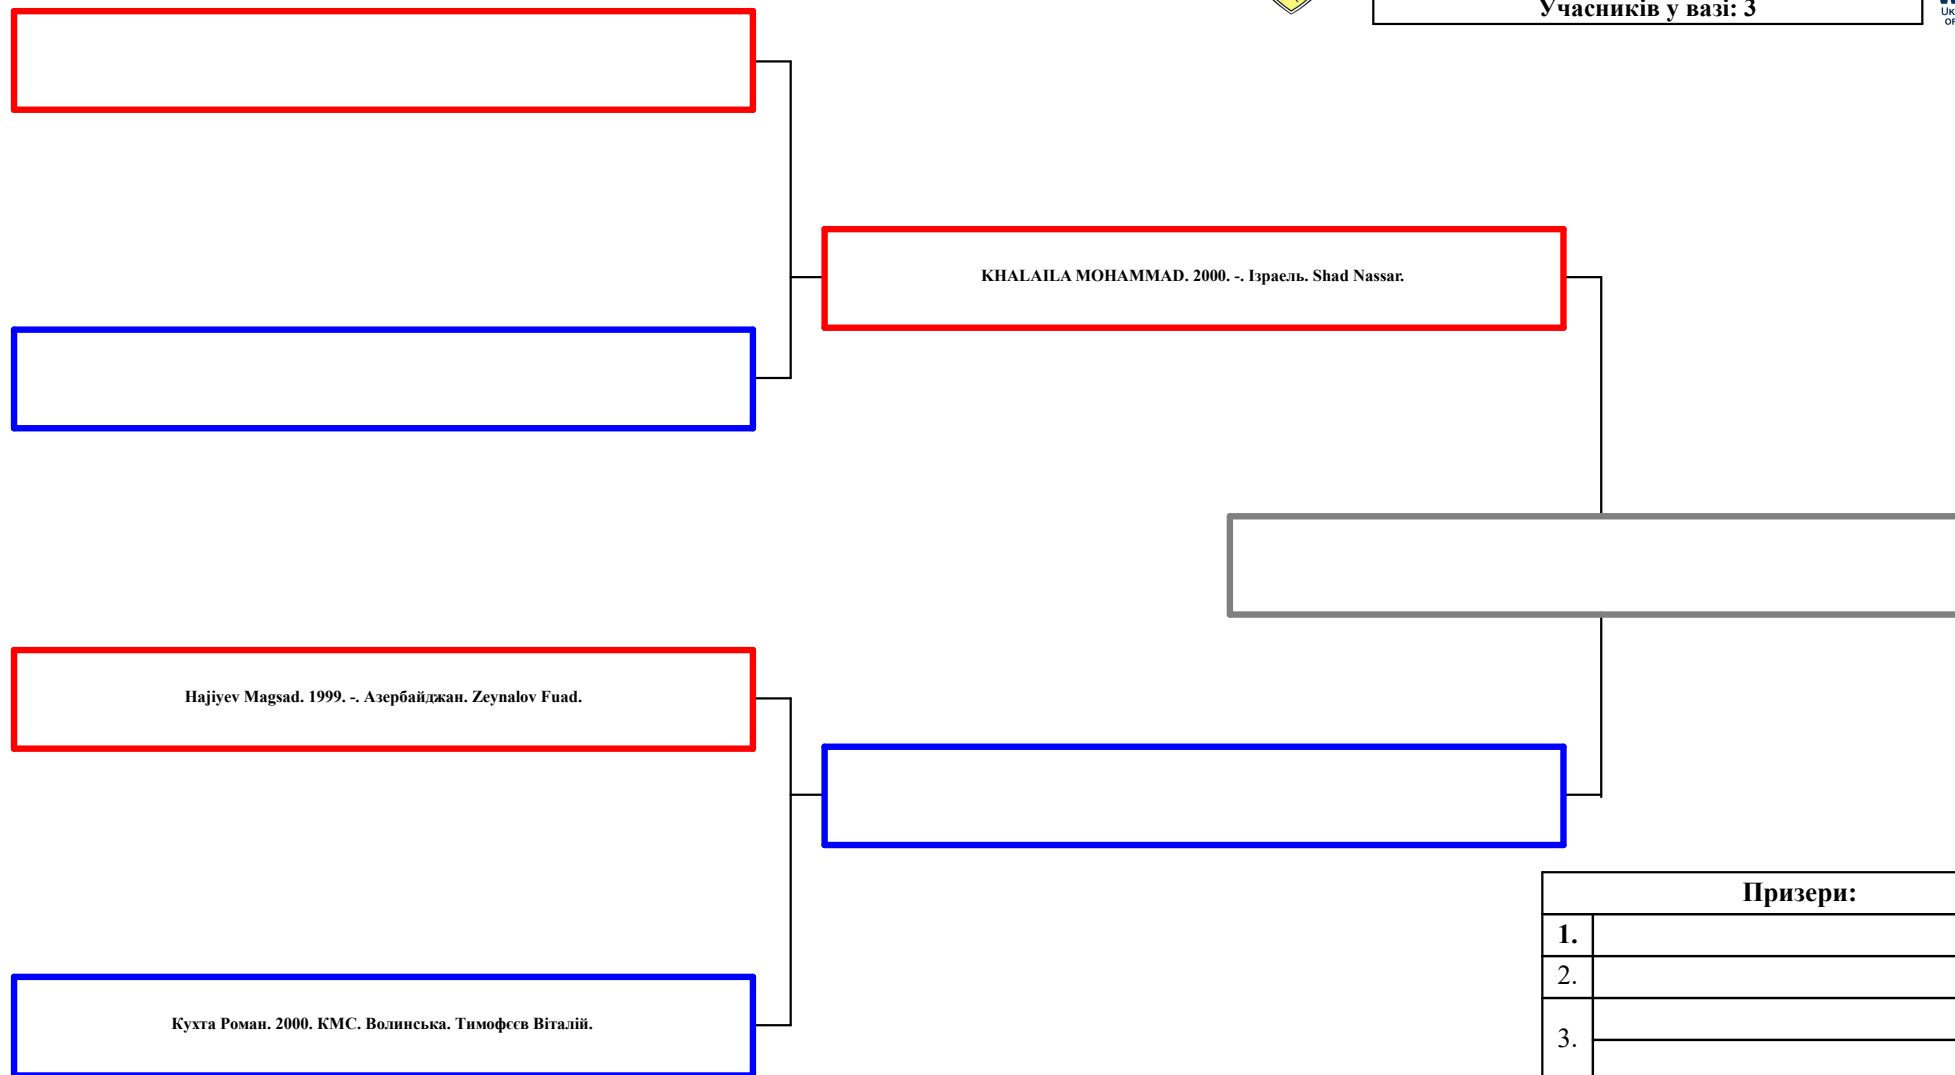 Учасників у вазі: 3
KHALAILA MOHAMMAD. 2000. -. Ізраель. Shad Nassar.
Hajiyev Magsad. 1999. -. Азербайджан. Zeynalov Fuad.
Кухта Роман. 2000. КМС. Волинська. Тимофєєв Віталій.
Призери:
1.
2.
3.